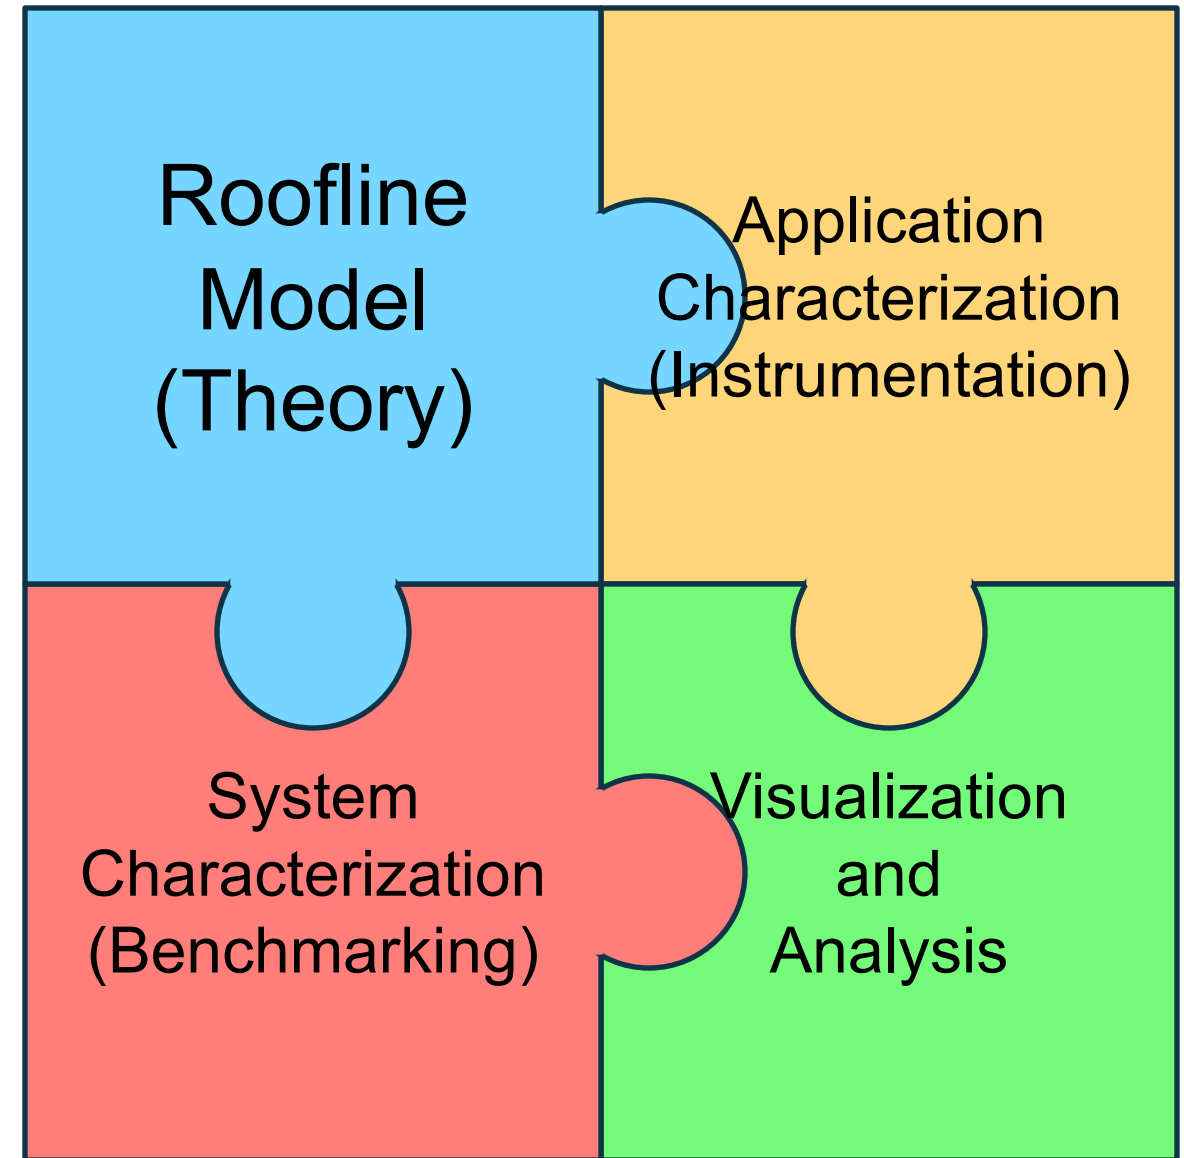 Roofline
Model
(Theory)
Application
Characterization
(Instrumentation)
System
Characterization
(Benchmarking)
Visualization
and
Analysis